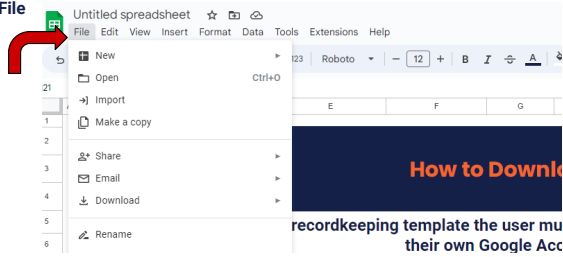 File
Untitled spreadsheet
File Edit View Insert Format Data Tools Extensions Help
New
123 Roboto 12 B I A
Open Ctrl+O
21
Import
E F G
Make a copy
1
2
Share
3
How to Downlo
Email
4
Download
5
recordkeeping template the user mu
Rename
6
their own Google Acc